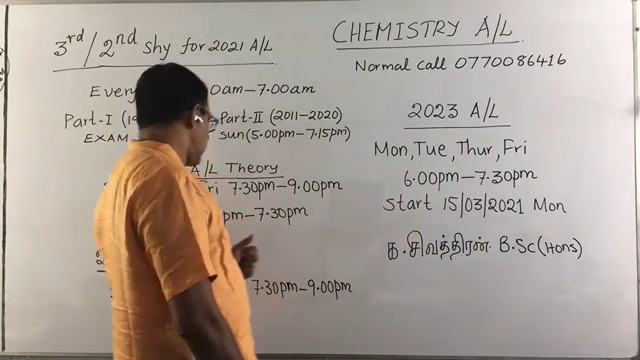 3rd/2nd shy for 2021 A/L
Every 0am-7.00am
Part-I (19 Part-II (2011-2020)
EXAM sun(5.00pm-7.15pm)
A/L Theory
Fri 7.30pm-9.00pm
pm-7.30pm
7.30pm-9.00pm
CHEMISTRY A/L
Normal call 0770086416
2023 A/L
Mon,Tue,Thur,Fri
6.00pm-7.30pm
Start 15/03/2021 Mon
த.சிவத்திரன். B.Sc(Hons)